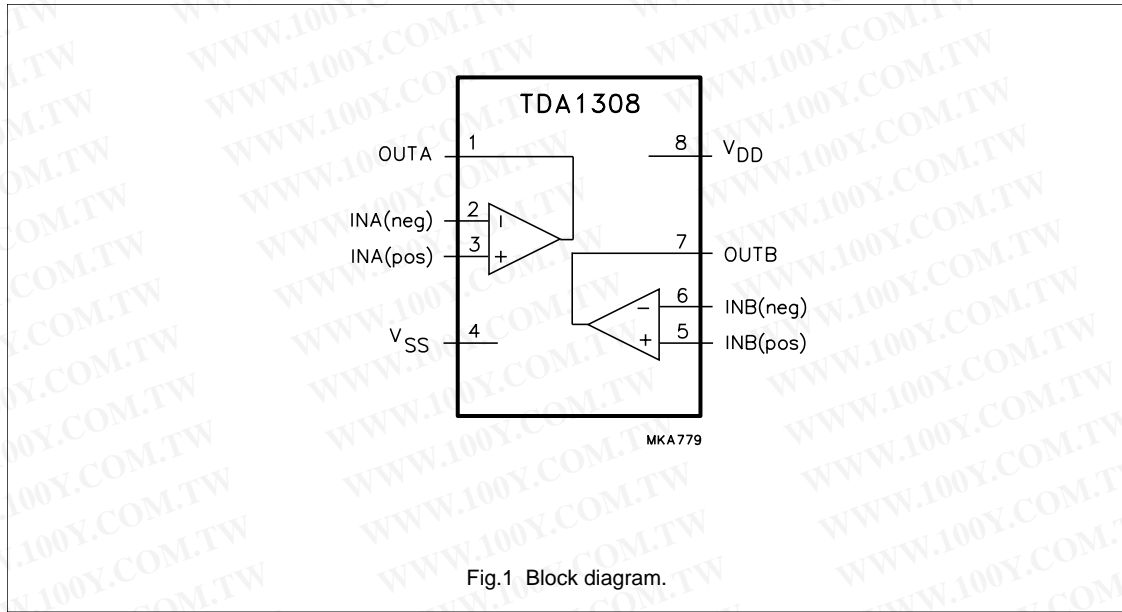 TDA1308
OUTA 1
8 VDD
INA(neg) 2 -
INA(pos) 3 +
7 OUTB
- 6 INB(neg)
VSS 4
+ 5 INB(pos)
MKA779
Fig.1 Block diagram.
WWW.100Y.COM.TW